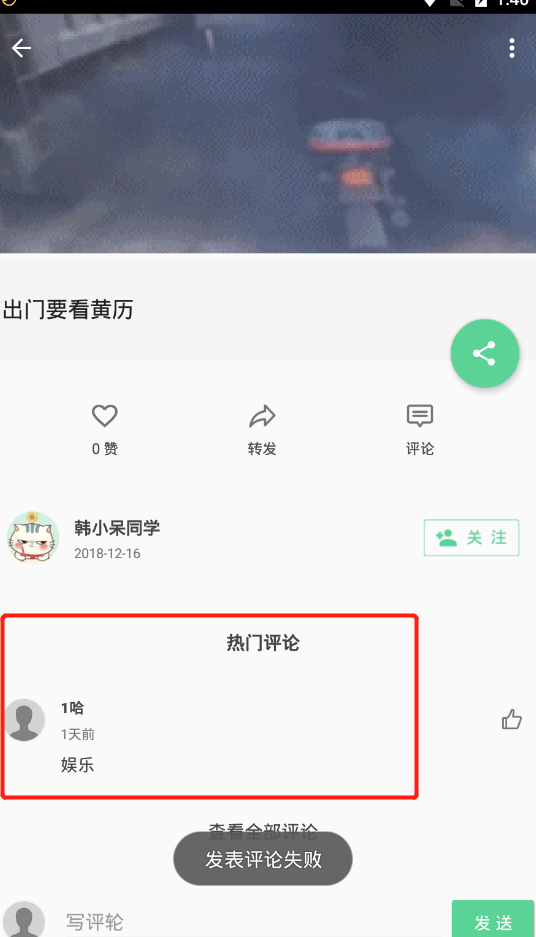 1:40
出门要看黄历
0 赞
转发
评论
韩小呆同学
2018-12-16
关 注
热门评论
1哈
1天前
娱乐
查看全部评论
发表评论失败
写评轮
发 送